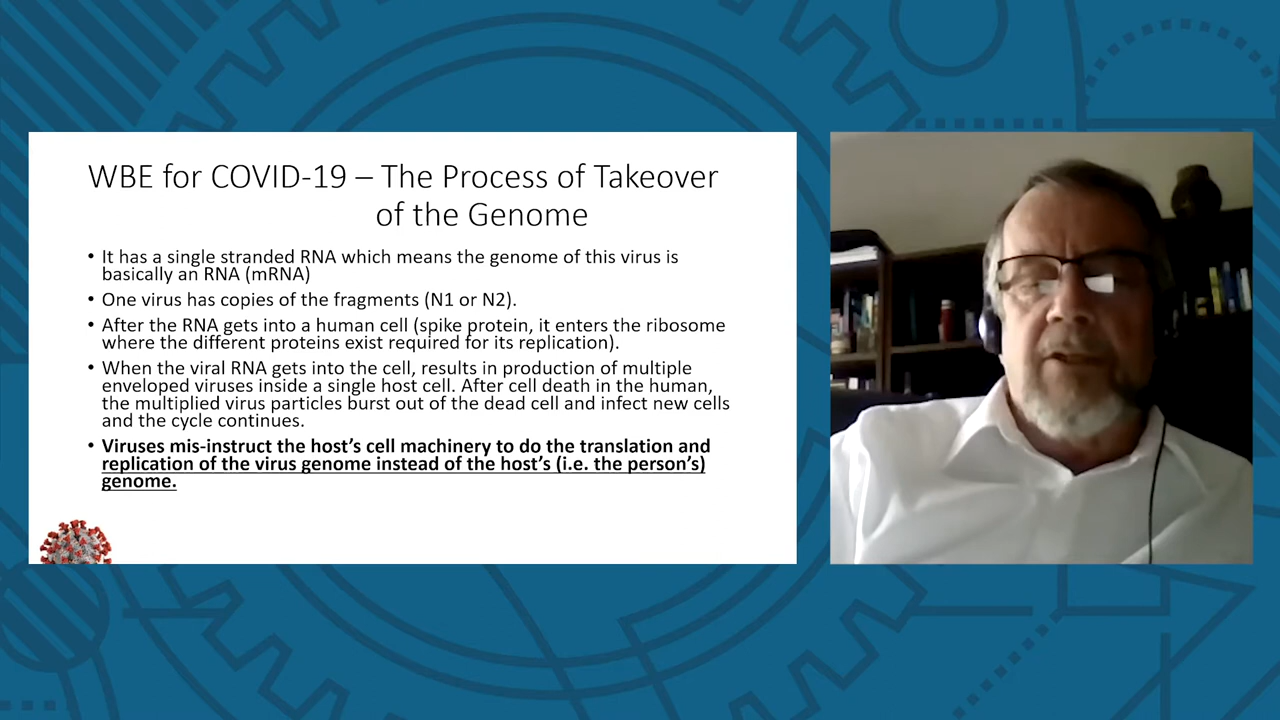 WBE for COVID-19 – The Process of Takeover
of the Genome
• It has a single stranded RNA which means the genome of this virus is
basically an RNA (mRNA)
• One virus has copies of the fragments (N1 or N2).
• After the RNA gets into a human cell (spike protein, it enters the ribosome
where the different proteins exist required for its replication).
• When the viral RNA gets into the cell, results in production of multiple
enveloped viruses inside a single host cell. After cell death in the human,
the multiplied virus particles burst out of the dead cell and infect new cells
and the cycle continues.
• Viruses mis-instruct the host’s cell machinery to do the translation and
replication of the virus genome instead of the host’s (i.e. the person’s)
genome.